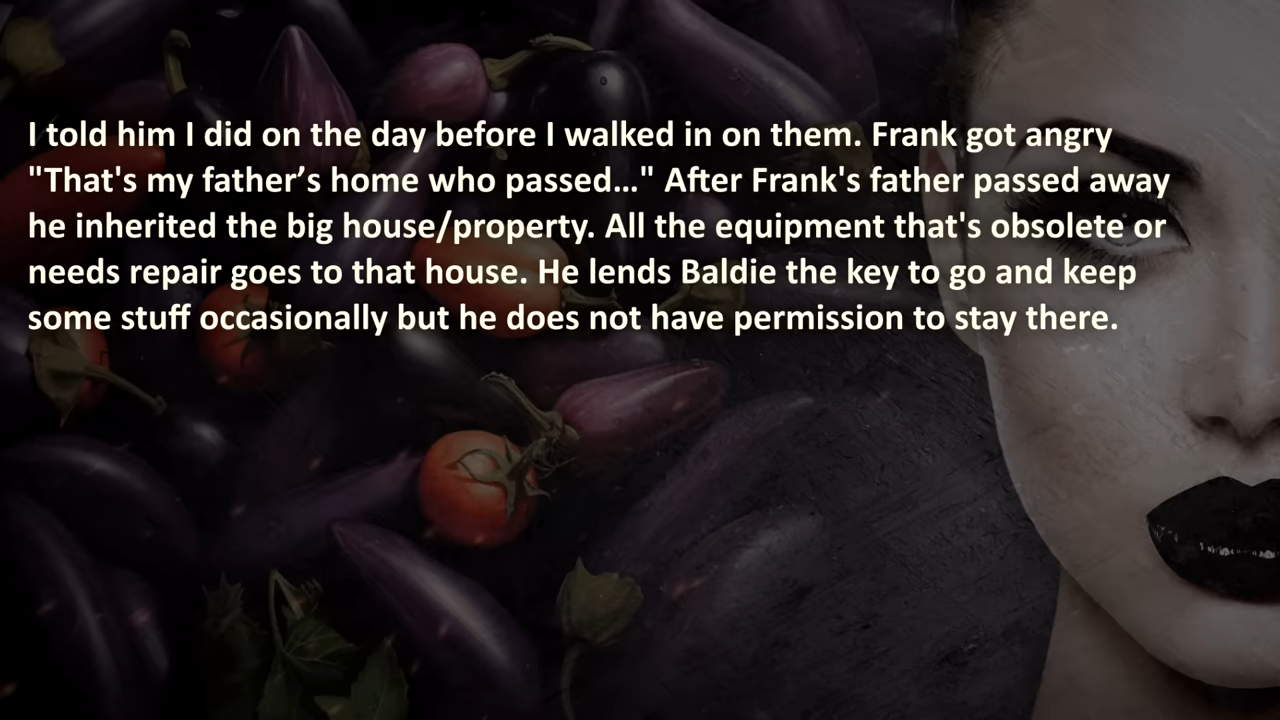 I told him I did on the day before I walked in on them. Frank got angry
"That's my father’s home who passed…" After Frank's father passed away
he inherited the big house/property. All the equipment that's obsolete or
needs repair goes to that house. He lends Baldie the key to go and keep
some stuff occasionally but he does not have permission to stay there.